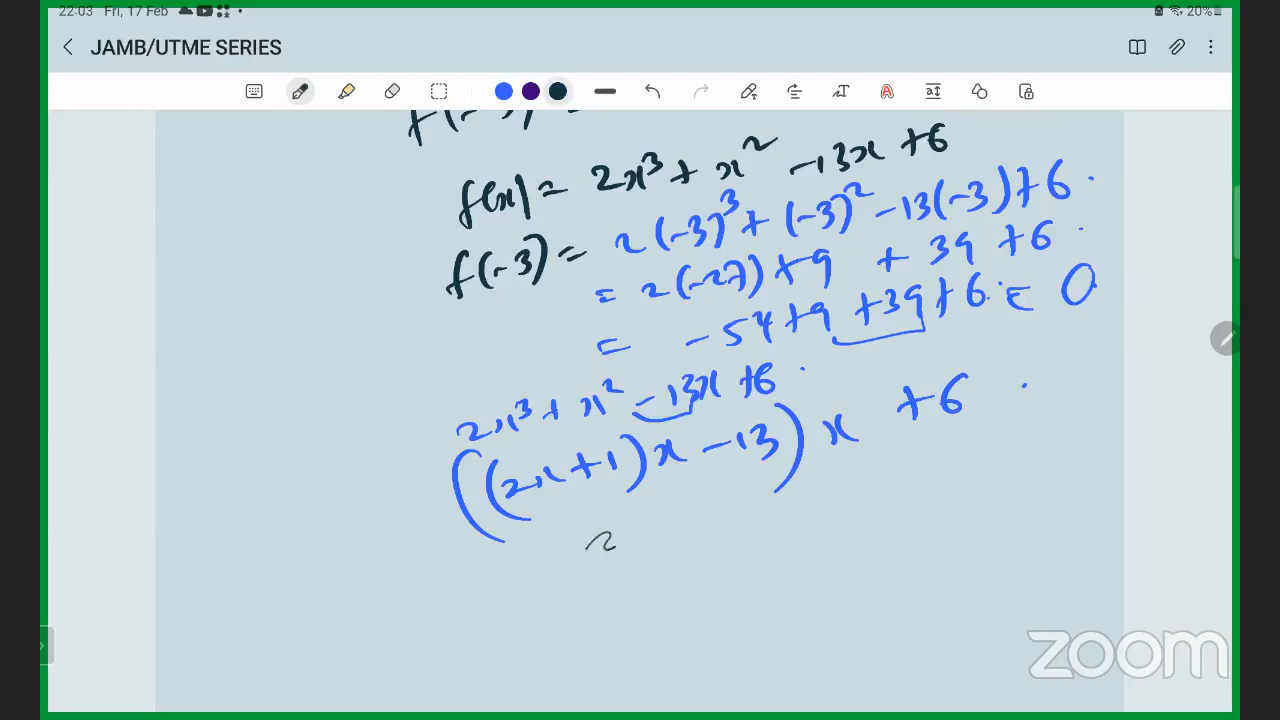 22:03 Fri, 17 Feb
20%
JAMB/UTME SERIES
f(-3) =
f(x) = 2x³ + x² - 13x + 6
f(-3) = 2(-3)³ + (-3)² - 13(-3) + 6
= 2(-27) + 9 + 39 + 6
= -54 + 9 + 39 + 6 = 0
2x³ + x² - 13x + 6
((2x + 1)x - 13)x + 6
2
zoom